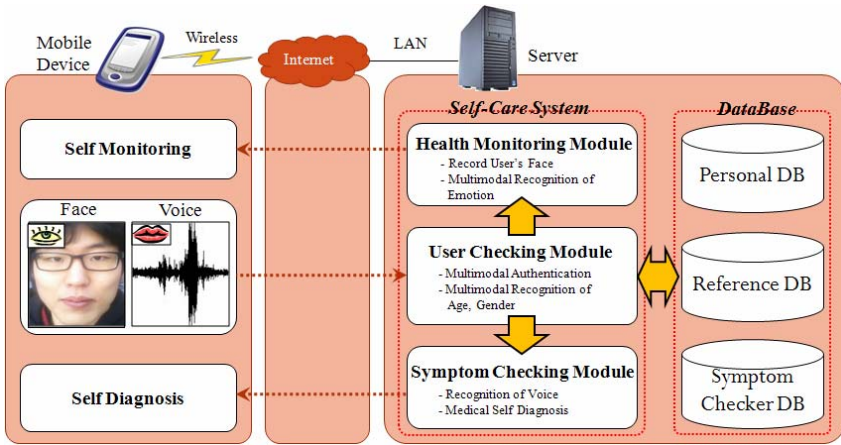 Mobile
Device
Wireless
Internet
LAN
Server
Self Monitoring
Face
Voice
Self Diagnosis
Self-Care System
Health Monitoring Module
- Record User's Face
- Multimodal Recognition of
Emotion
User Checking Module
- Multimodal Authentication
- Multimodal Recognition of
Age, Gender
Symptom Checking Module
- Recognition of Voice
- Medical Self Diagnosis
DataBase
Personal DB
Reference DB
Symptom
Checker DB